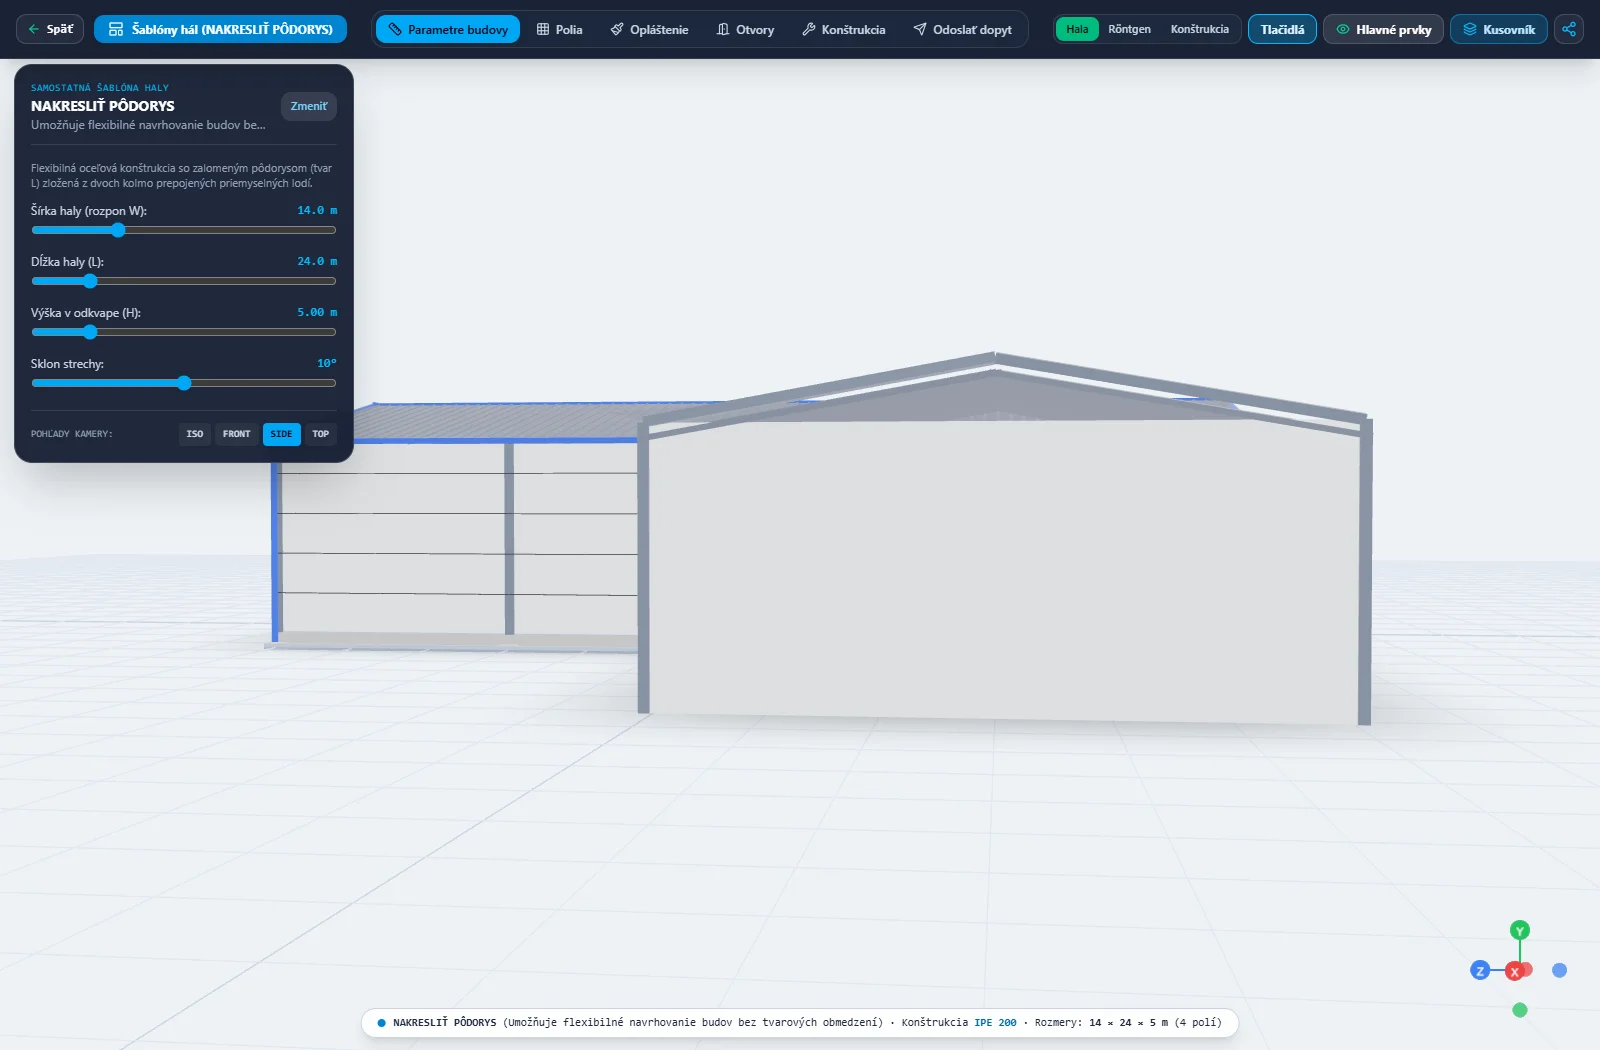 Späť
Šablóny hál (NAKRESLIŤ PÔDORYS)
Parametre budovy
Polia
Opláštenie
Otvory
Konštrukcia
Odoslať dopyt
Hala
Röntgen
Konštrukcia
Tlačidlá
Hlavné prvky
Kusovník
SAMOSTATNÁ ŠABLÓNA HALY
NAKRESLIŤ PÔDORYS
Umožňuje flexibilné navrhovanie budov be...
Zmeniť
Flexibilná oceľová konštrukcia so zalomeným pôdorysom (tvar
L) zložená z dvoch kolmo prepojených priemyselných lodí.
Šírka haly (rozpon W): 14.0 m
Dĺžka haly (L): 24.0 m
Výška v odkvape (H): 5.00 m
Sklon strechy: 10°
POHĽADY KAMERY: ISO FRONT SIDE TOP
Y
Z
X
NAKRESLIŤ PÔDORYS (Umožňuje flexibilné navrhovanie budov bez tvarových obmedzení) · Konštrukcia IPE 200 · Rozmery: 14 × 24 × 5 m (4 polí)